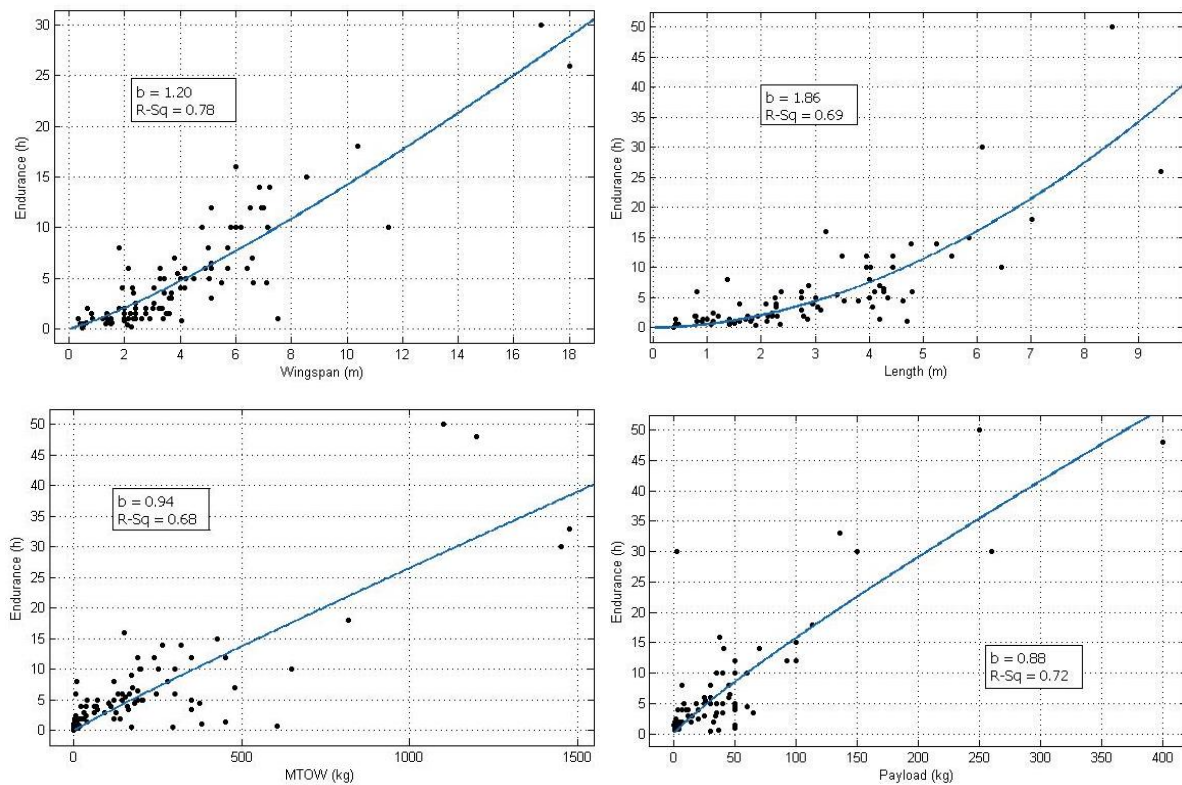 30
25
20
15
10
5
0
Endurance (h)
b = 1.20
R-Sq = 0.78
0 2 4 6 8 10 12 14 16 18
Wingspan (m)
50
45
40
35
30
25
20
15
10
5
0
Endurance (h)
b = 1.86
R-Sq = 0.69
0 1 2 3 4 5 6 7 8 9
Length (m)
50
45
40
35
30
25
20
15
10
5
0
Endurance (h)
b = 0.94
R-Sq = 0.68
0 500 1000 1500
MTOW (kg)
50
45
40
35
30
25
20
15
10
5
0
Endurance (h)
b = 0.88
R-Sq = 0.72
0 50 100 150 200 250 300 350 400
Payload (kg)